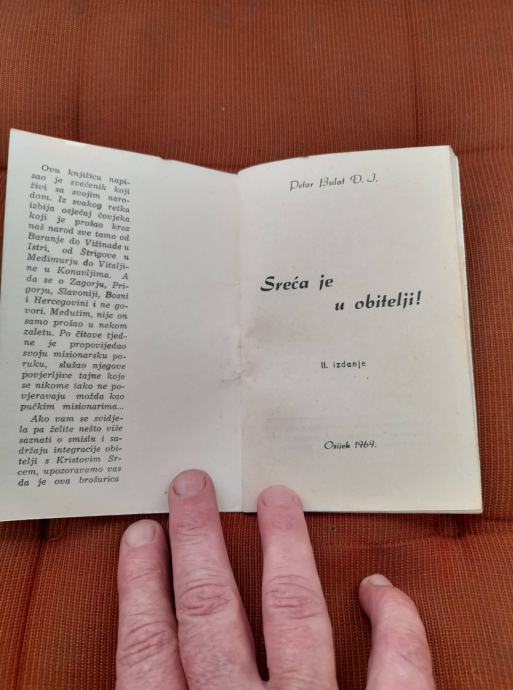 Ovu knjižicu napi-
sao je svečenik koji
živi sa svojim naro-
dom. Iz svakog retka
izbija osjećaj čovjeka
koji je prošao kroz
naš narod sve tamo od
Baranje do Vižinade u
Istri, od Štrigove u
Međimurju do Vitalji-
ne u Konavljima. A
da se o Zagorju, Pri-
gorju, Slavoniji, Bosni
i Hercegovini i ne go-
vori. Međutim, nije on
samo prošao u nekom
zaletu. Po čitave tjed-
ne je propovijedao
svoju misionarsku po-
ruku, slušao njegove
povjerljive tajne koje
se nikome tako ne po-
vjeravaju možda kao
pučkim misionarima...
Ako vam se svidje-
la pa želite nešto više
saznati o smislu i sa-
držaju integracije obi-
telji s Kristovim Sr-
cem, upozoravamo vas
da je ova brošurica
Petar Bulat D. I.
Sreća je
u obitelji!
II. izdanje
Osijek 1969.